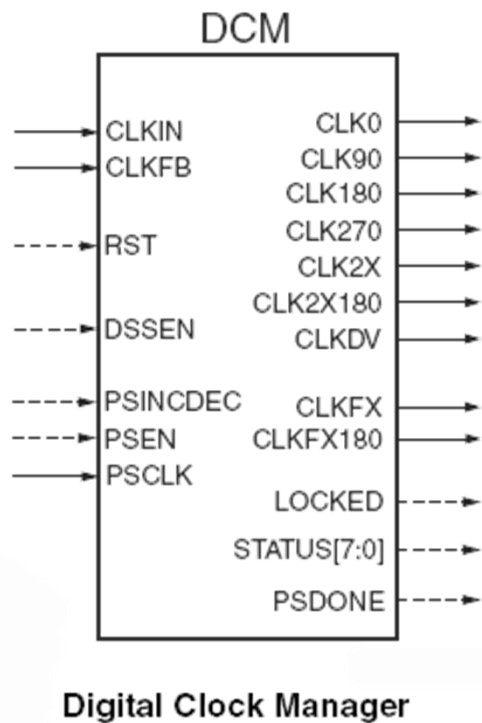 DCM
CLKIN
CLKFB
RST
DSSEN
PSINCDEC
PSEN
PSCLK
CLK0
CLK90
CLK180
CLK270
CLK2X
CLK2X180
CLKDV
CLKFX
CLKFX180
LOCKED
STATUS[7:0]
PSDONE
Digital Clock Manager